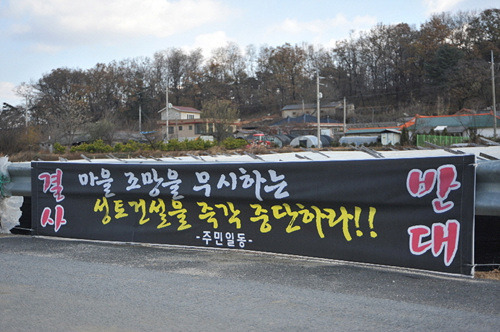 결사
마을 조망을 무시하는
성토건설을 즉각 중단하라!!
-주민일동-
반대